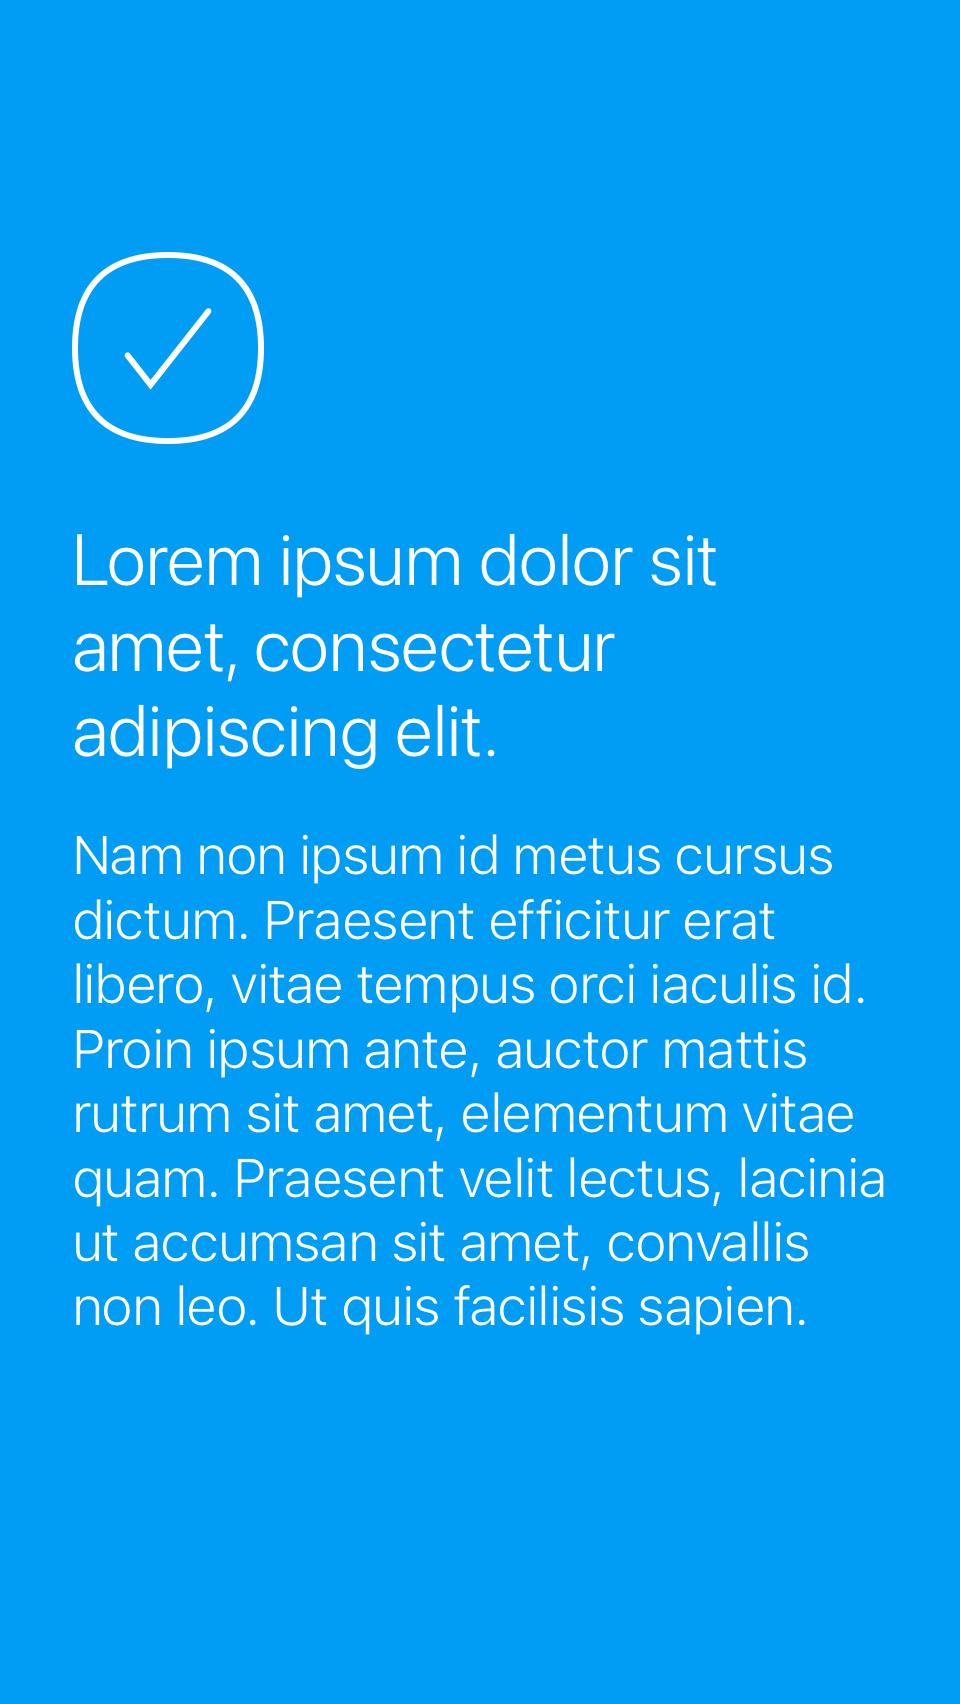 Lorem ipsum dolor sit
amet, consectetur
adipiscing elit.
Nam non ipsum id metus cursus
dictum. Praesent efficitur erat
libero, vitae tempus orci iaculis id.
Proin ipsum ante, auctor mattis
rutrum sit amet, elementum vitae
quam. Praesent velit lectus, lacinia
ut accumsan sit amet, convallis
non leo. Ut quis facilisis sapien.